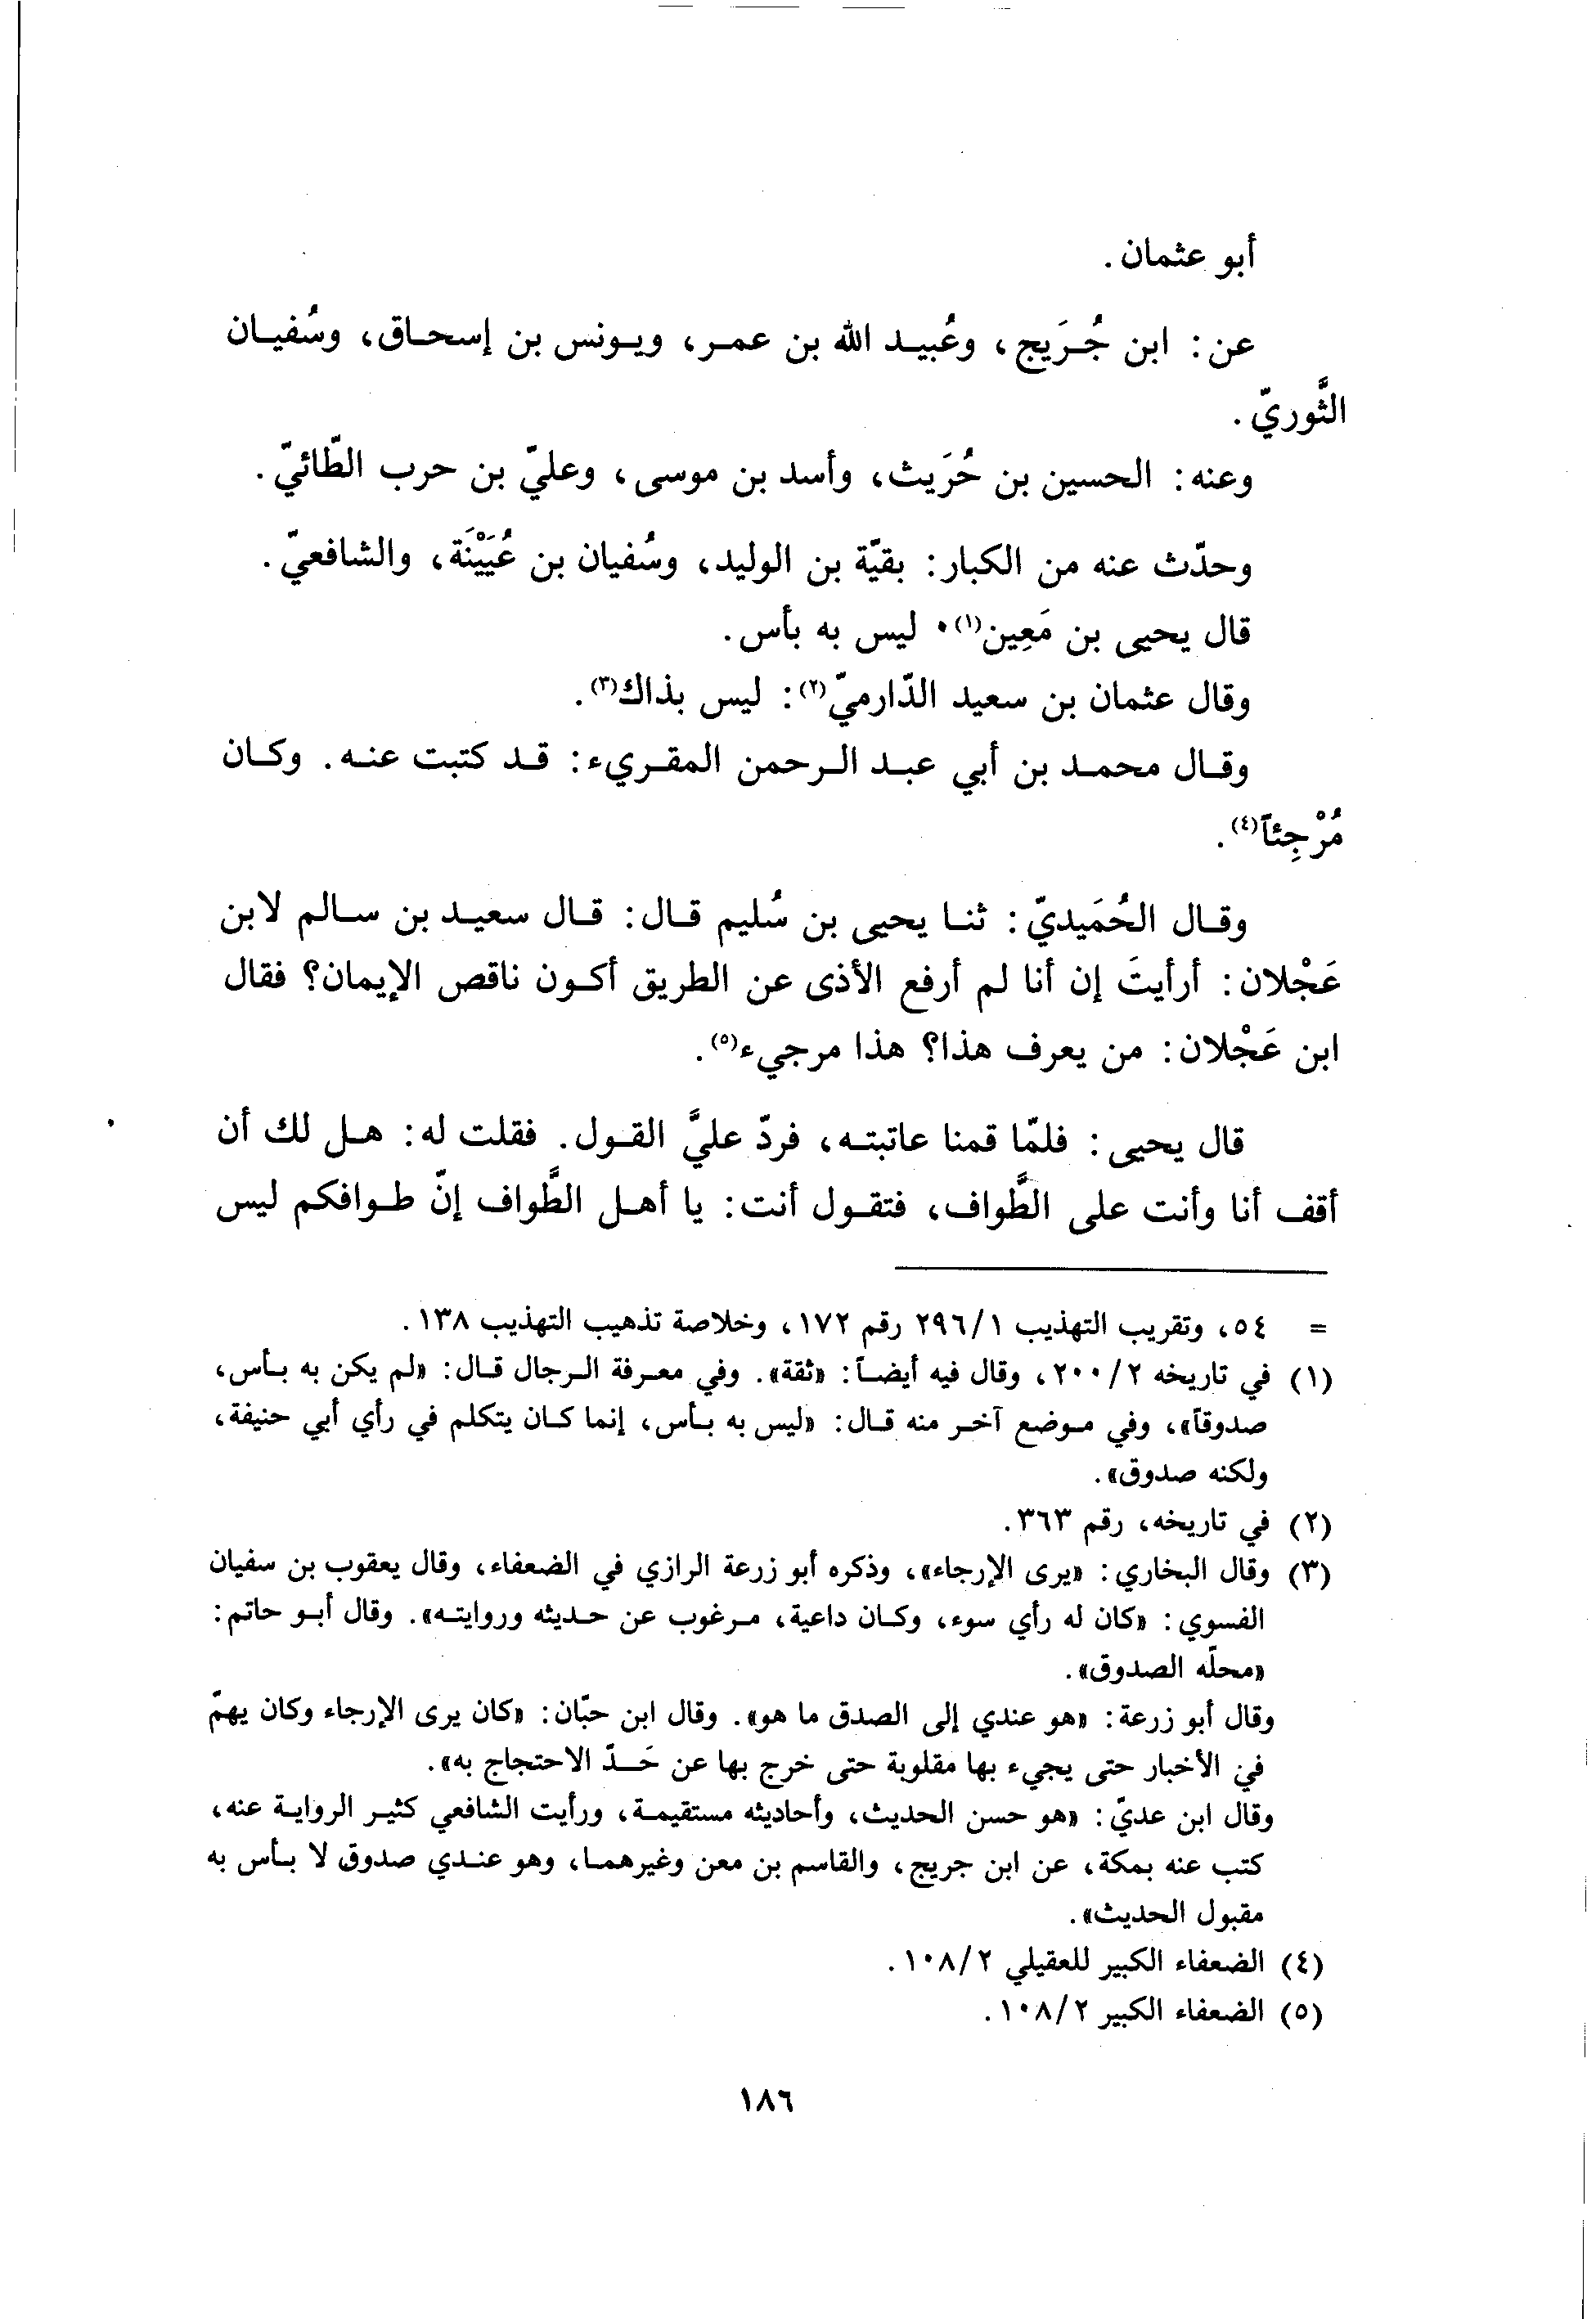 أبو عثمان.
عن: ابن جُرَيج، وعُبيد الله بن عمر، ويونس بن إسحاق، وسُفيان
الثَّوريّ.
وعنه: الحسين بن حُرَيث، وأسد بن موسى، وعليّ بن حرب الطّائيّ.
وحدّث عنه من الكبار: بقيّة بن الوليد، وسُفيان بن عُيَيْنَة، والشافعيّ.
قال يحيى بن مَعِين(١)٠ ليس به بأس.
وقال عثمان بن سعيد الدّارميّ(٢): ليس بذاك(٣).
وقال محمد بن أبي عبد الرحمن المقريء: قد كتبت عنه. وكان
مُرْجِئاً(٤).
وقال الحُمَيديّ: ثنا يحيى بن سُليم قال: قال سعيد بن سالم لابن
عَجْلان: أرأيتَ إن أنا لم أرفع الأذى عن الطريق أكون ناقص الإيمان؟ فقال
ابن عَجْلان: من يعرف هذا؟ هذا مرجيء(٥).
قال يحيى: فلمّا قمنا عاتبته، فردّ عليَّ القول. فقلت له: هل لك أن
أقف أنا وأنت على الطَّواف، فتقول أنت: يا أهل الطَّواف إنّ طوافكم ليس
= ٥٤، وتقريب التهذيب ٢٩٦/١ رقم ١٧٢، وخلاصة تذهيب التهذيب ١٣٨.
(١) في تاريخه ٢٠٠/٢، وقال فيه أيضاً: «ثقة». وفي معرفة الرجال قال: «لم يكن به بأس،
صدوقاً»، وفي موضع آخر منه قال: «ليس به بأس، إنما كان يتكلم في رأي أبي حنيفة،
ولكنه صدوق».
(٢) في تاريخه، رقم ٣٦٣.
(٣) وقال البخاري: «يرى الإرجاء»، وذكره أبو زرعة الرازي في الضعفاء، وقال يعقوب بن سفيان
الفسوي: «كان له رأي سوء، وكان داعية، مرغوب عن حديثه وروايته». وقال أبو حاتم:
«محلّه الصدوق».
وقال أبو زرعة: «هو عندي إلى الصدق ما هو». وقال ابن حبّان: «كان يرى الإرجاء وكان يهمّ
في الأخبار حتى يجيء بها مقلوبة حتى خرج بها عن حَدّ الاحتجاج به».
وقال ابن عديّ: «هو حسن الحديث، وأحاديثه مستقيمة، ورأيت الشافعي كثير الرواية عنه،
كتب عنه بمكة، عن ابن جريج، والقاسم بن معن وغيرهما، وهو عندي صدوق لا بأس به
مقبول الحديث».
(٤) الضعفاء الكبير للعقيلي ١٠٨/٢.
(٥) الضعفاء الكبير ١٠٨/٢.
١٨٦